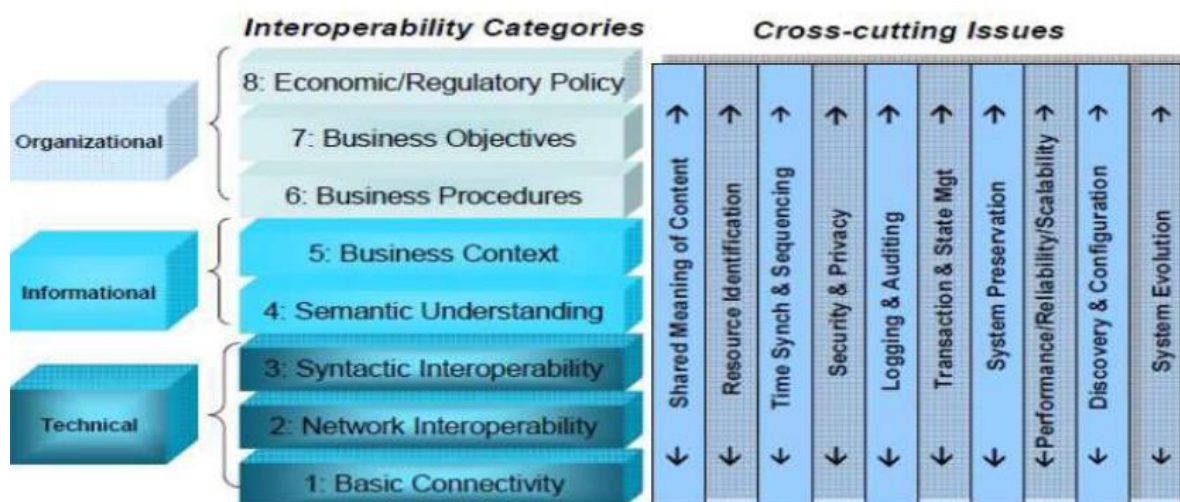 Interoperability Categories
Cross-cutting Issues
Organizational
8: Economic/Regulatory Policy
7: Business Objectives
6: Business Procedures
Informational
5: Business Context
4: Semantic Understanding
Technical
3: Syntactic Interoperability
2: Network Interoperability
1: Basic Connectivity
Shared Meaning of Content
Resource Identification
Time Synch & Sequencing
Security & Privacy
Logging & Auditing
Transaction & State Mgt
System Preservation
Performance/Reliability/Scalability
Discovery & Configuration
System Evolution